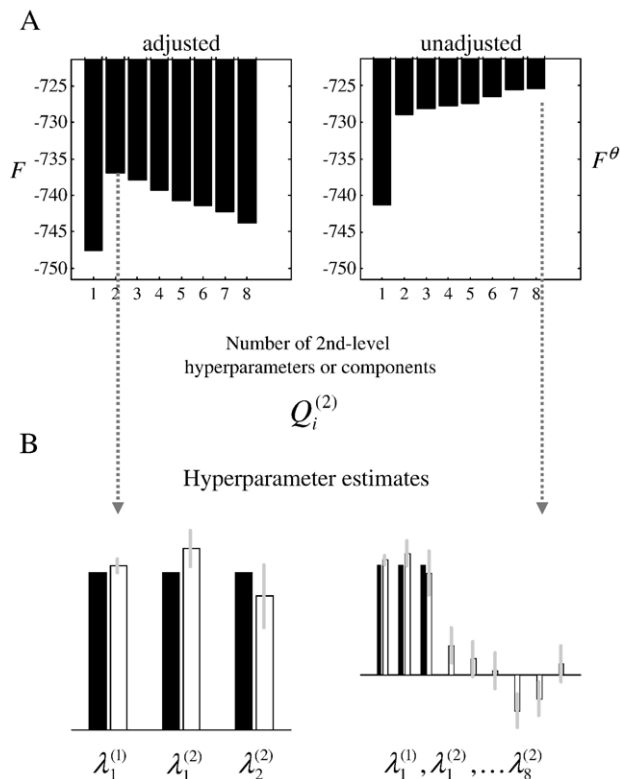 A
adjusted
unadjusted
-725
-730
-735
-740
-745
-750
F
1 2 3 4 5 6 7 8
-725
-730
-735
-740
-745
-750
F^θ
1 2 3 4 5 6 7 8
Number of 2nd-level
hyperparameters or components
Q_i^{(2)}
B
Hyperparameter estimates
λ_1^{(1)} λ_1^{(2)} λ_2^{(2)}
λ_1^{(1)}, λ_1^{(2)}, ... λ_8^{(2)}